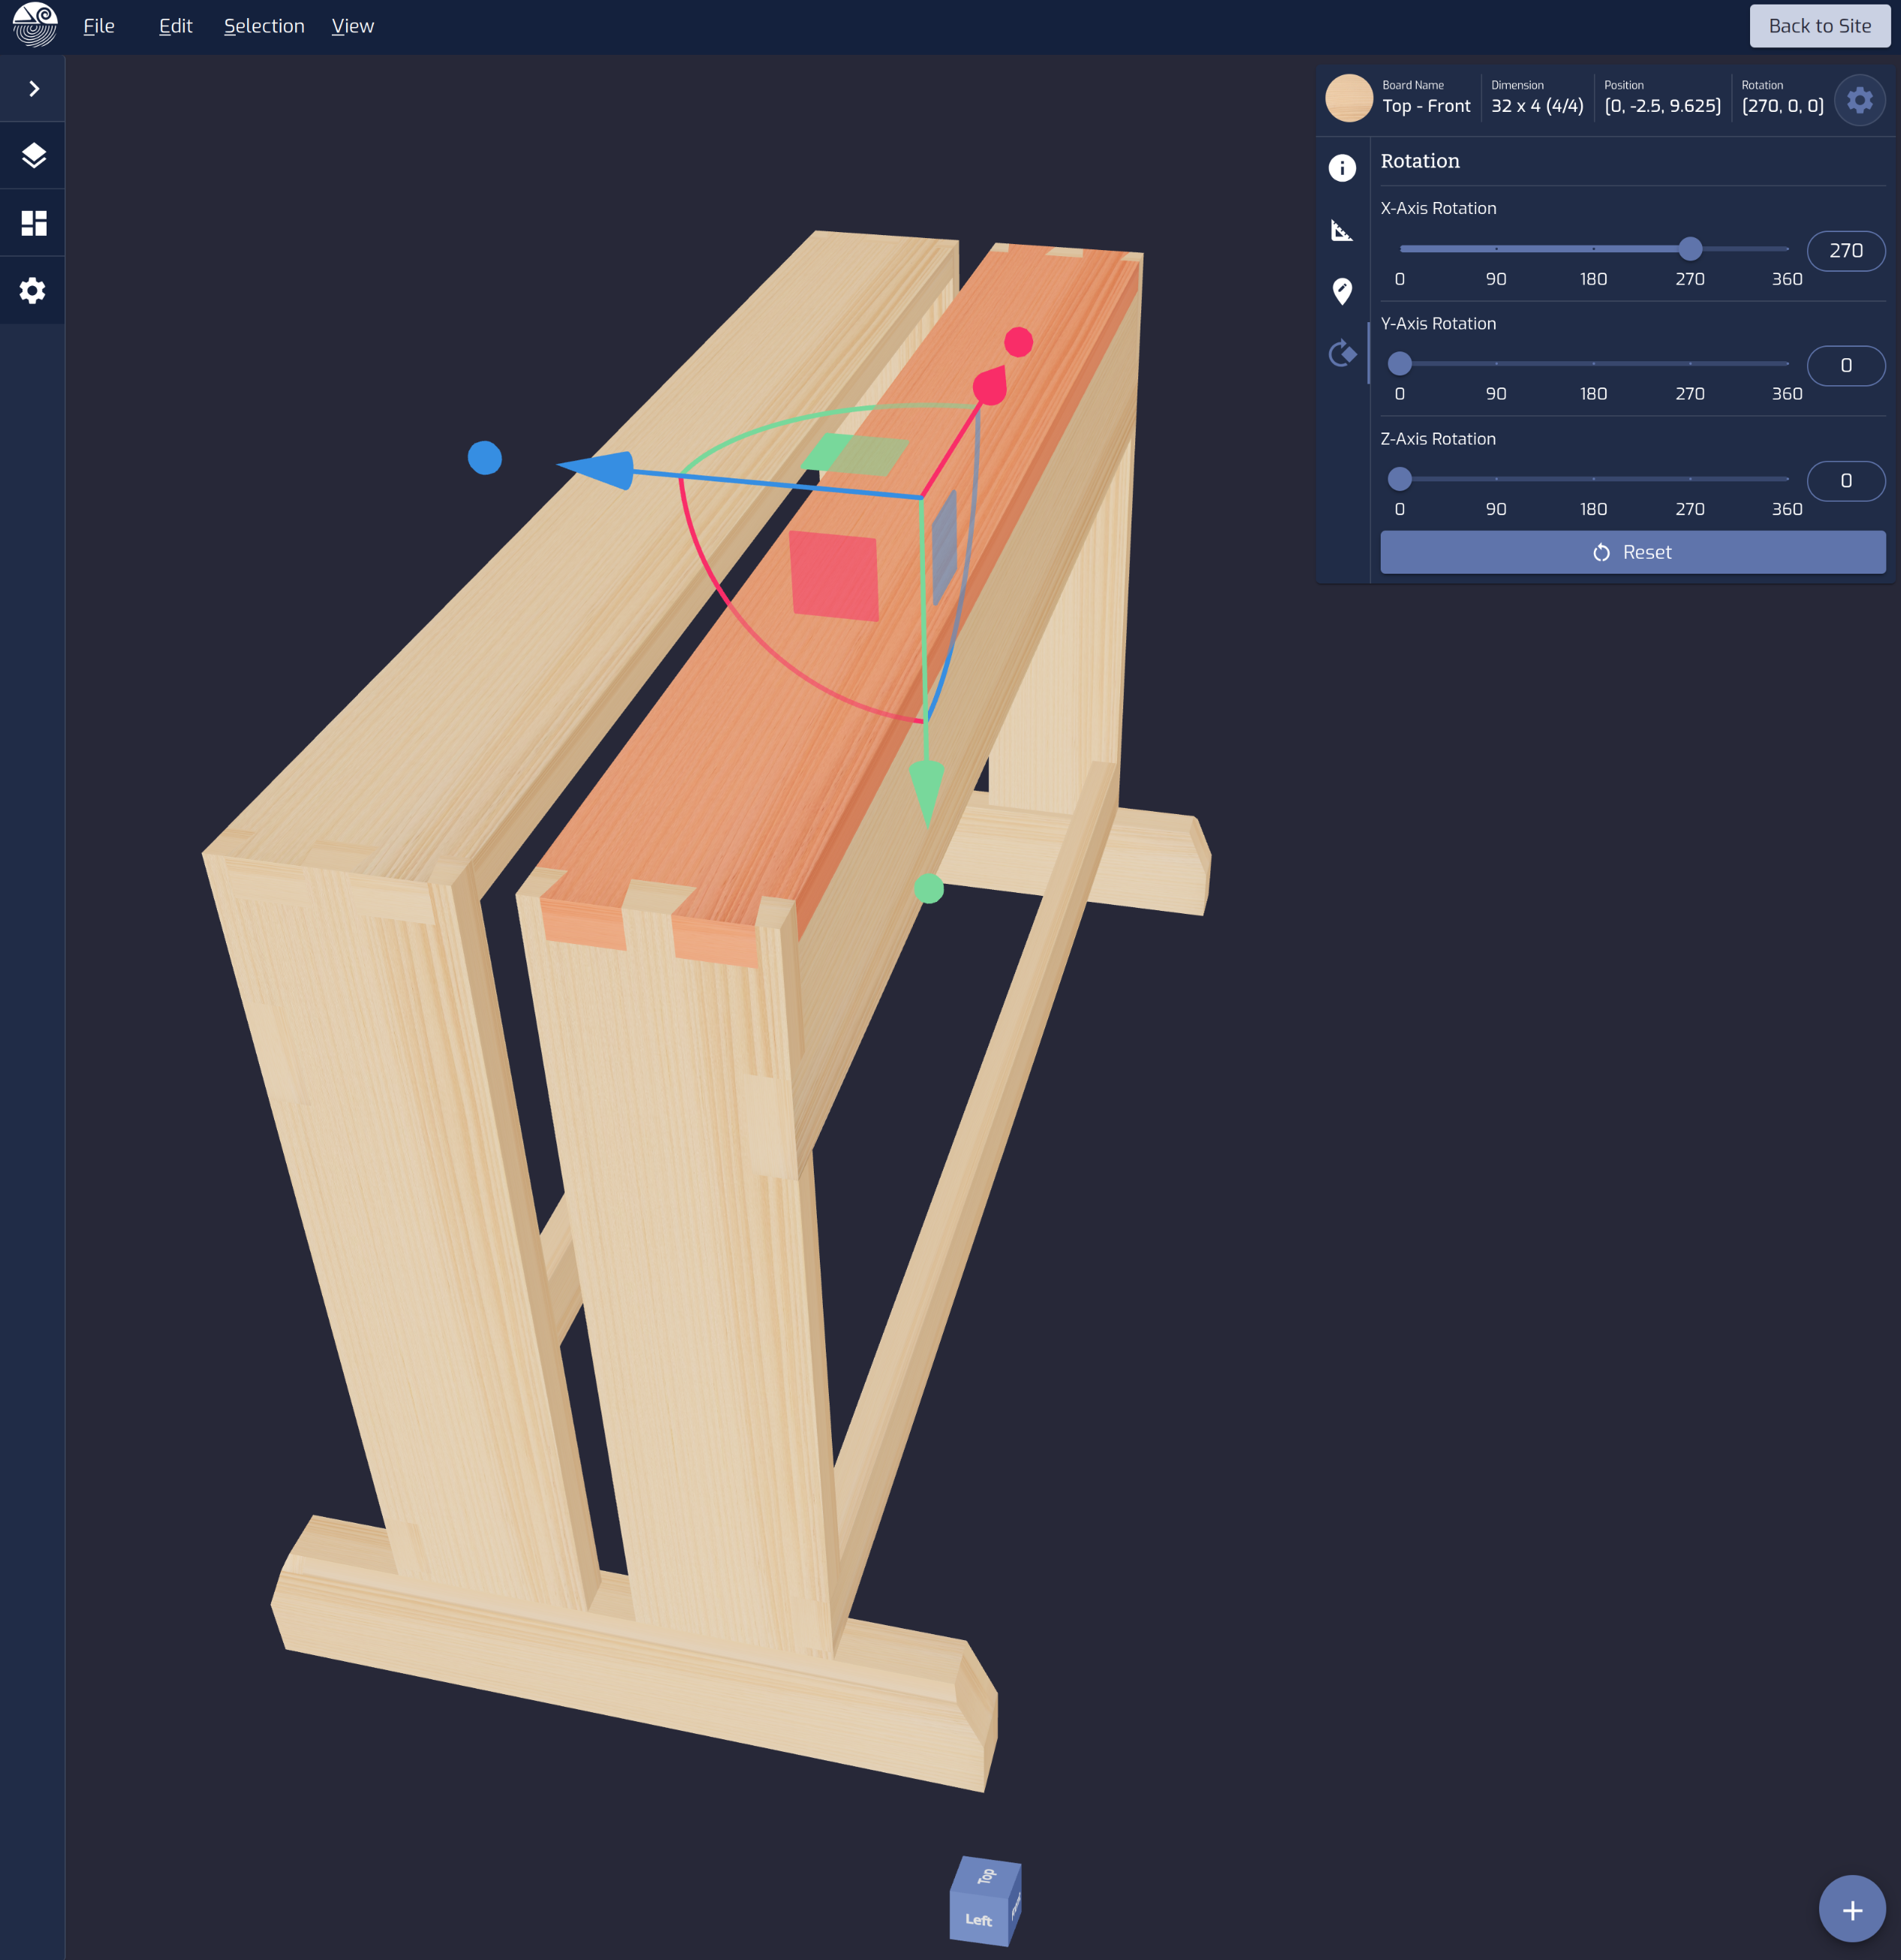 File Edit Selection View Back to Site
Board Name Dimension Position Rotation
Top - Front 32 x 4 (4/4) [0, -2.5, 9.625] [270, 0, 0]
Rotation
X-Axis Rotation
270
0 90 180 270 360
Y-Axis Rotation
0
0 90 180 270 360
Z-Axis Rotation
0
0 90 180 270 360
Reset
Top
Left